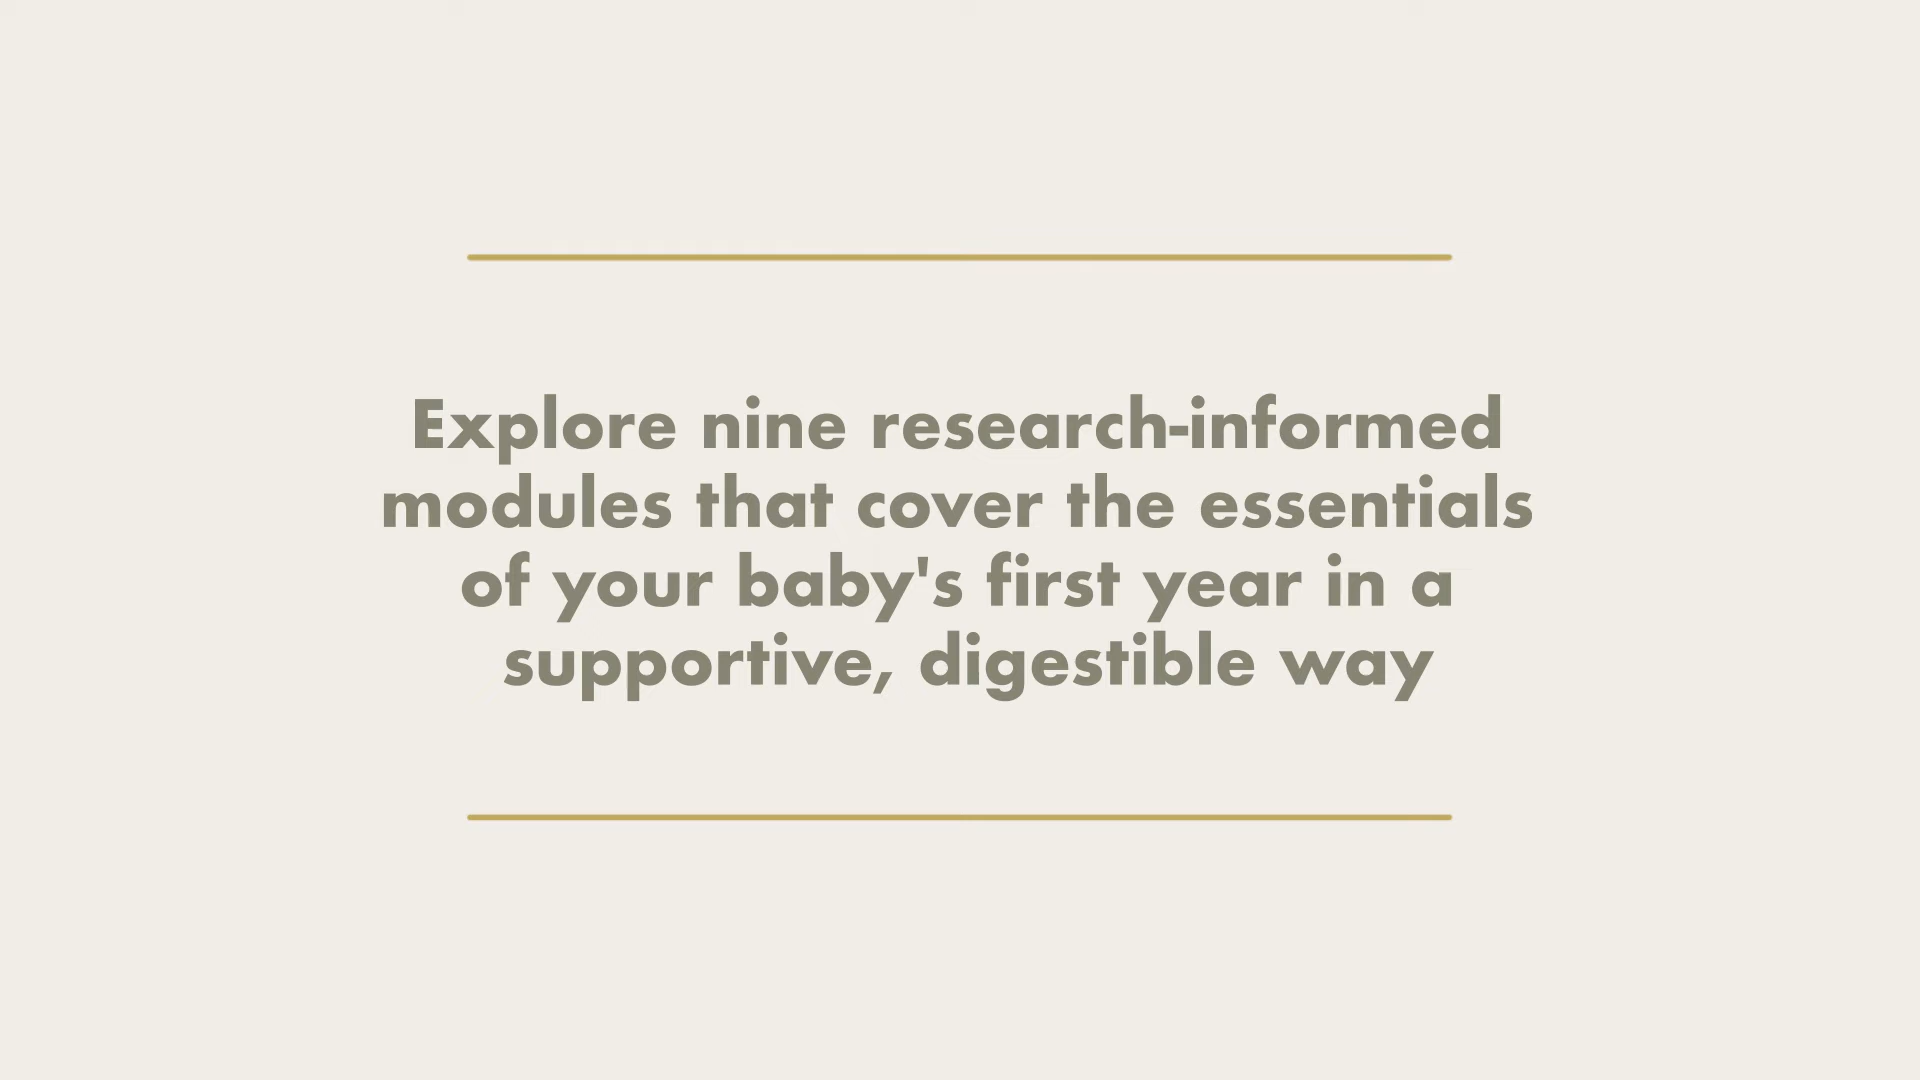 Explore nine research-informed
modules that cover the essentials
of your baby's first year in a
supportive, digestible way